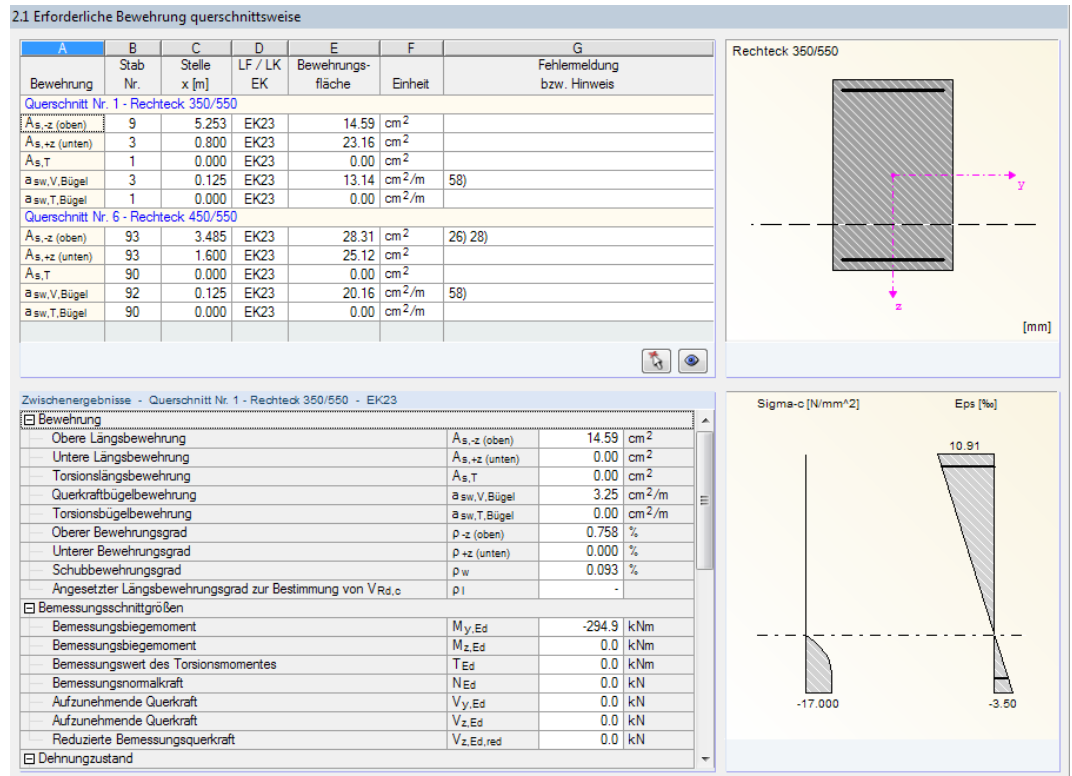 2.1 Erforderliche Bewehrung querschnittsweise
A B C D E F G
Stab Stelle LF / LK Bewehrungs- Fehlermeldung
Bewehrung Nr. x [m] EK fläche Einheit bzw. Hinweis
Querschnitt Nr. 1 - Rechteck 350/550
As,-z (oben) 9 5.253 EK23 14.59 cm²
As,+z (unten) 3 0.800 EK23 23.16 cm²
As,T 1 0.000 EK23 0.00 cm²
asw,V,Bügel 3 0.125 EK23 13.14 cm²/m 58)
asw,T,Bügel 1 0.000 EK23 0.00 cm²/m
Querschnitt Nr. 6 - Rechteck 450/550
As,-z (oben) 93 3.485 EK23 28.31 cm² 26) 28)
As,+z (unten) 93 1.600 EK23 25.12 cm²
As,T 90 0.000 EK23 0.00 cm²
asw,V,Bügel 92 0.125 EK23 20.16 cm²/m 58)
asw,T,Bügel 90 0.000 EK23 0.00 cm²/m
Rechteck 350/550
y
z
[mm]
Zwischenergebnisse - Querschnitt Nr. 1 - Rechteck 350/550 - EK23
Bewehrung
Obere Längsbewehrung As,-z (oben) 14.59 cm²
Untere Längsbewehrung As,+z (unten) 0.00 cm²
Torsionslängsbewehrung As,T 0.00 cm²
Querkraftbügelbewehrung asw,V,Bügel 3.25 cm²/m
Torsionsbügelbewehrung asw,T,Bügel 0.00 cm²/m
Oberer Bewehrungsgrad ρ-z (oben) 0.758 %
Unterer Bewehrungsgrad ρ+z (unten) 0.000 %
Schubbewehrungsgrad ρw 0.093 %
Angesetzter Längsbewehrungsgrad zur Bestimmung von VRd,c ρl -
Bemessungsschnittgrößen
Bemessungsbiegemoment My,Ed -294.9 kNm
Bemessungsbiegemoment Mz,Ed 0.0 kNm
Bemessungswert des Torsionsmomentes TEd 0.0 kNm
Bemessungsnormalkraft NEd 0.0 kN
Aufzunehmende Querkraft Vy,Ed 0.0 kN
Aufzunehmende Querkraft Vz,Ed 0.0 kN
Reduzierte Bemessungsquerkraft Vz,Ed,red 0.0 kN
Dehnungszustand
Sigma-c [N/mm^2] Eps [‰]
10.91
-17.000 -3.50